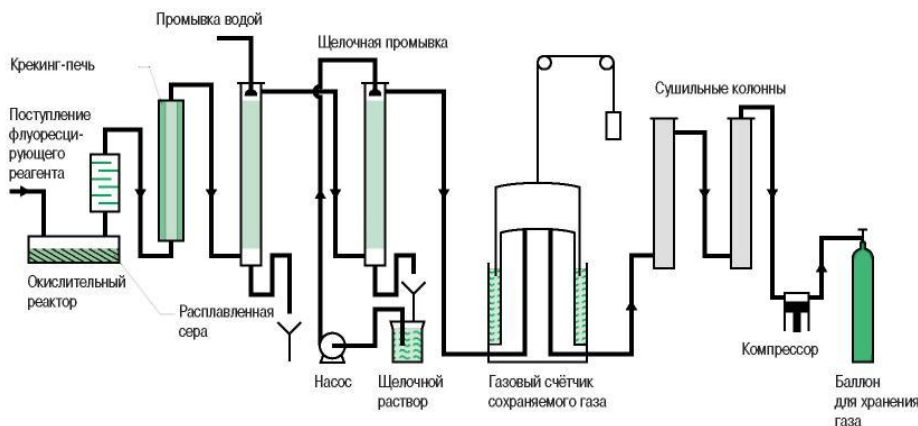 Промывка водой
Щелочная промывка
Крекинг-печь
Сушильные колонны
Поступление
флуоресци-
рующего
реагента
Окислительный
реактор
Расплавленная
сера
Насос
Щелочной
раствор
Газовый счётчик
сохраняемого газа
Компрессор
Баллон
для хранения
газа